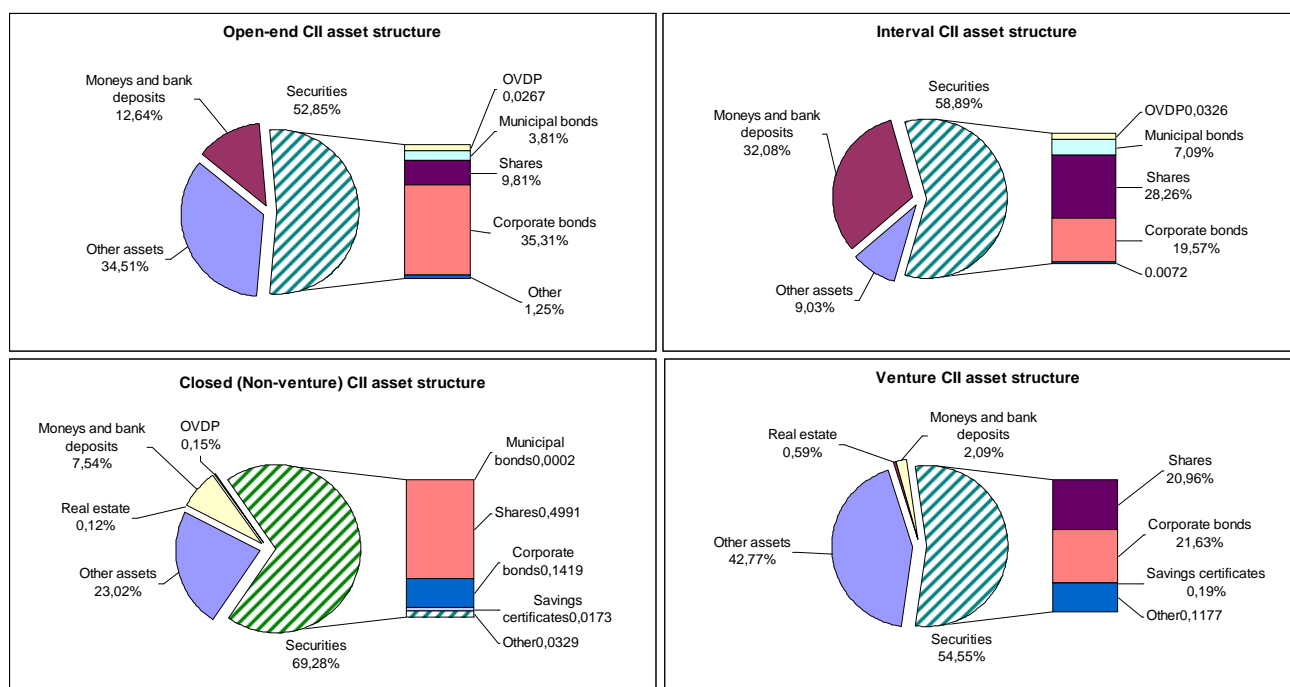 Open-end CII asset structure
Moneys and bank
deposits
12,64%
Securities
52,85%
OVDP
0,0267
Municipal bonds
3,81%
Shares
9,81%
Corporate bonds
35,31%
Other assets
34,51%
Other
1,25%
Interval CII asset structure
Moneys and bank
deposits
32,08%
Securities
58,89%
OVDP0,0326
Municipal bonds
7,09%
Shares
28,26%
Corporate bonds
19,57%
0.0072
Other assets
9,03%
Closed (Non-venture) CII asset structure
OVDP
0,15%
Moneys and bank
deposits
7,54%
Real estate
0,12%
Other assets
23,02%
Securities
69,28%
Municipal
bonds0,0002
Shares0,4991
Corporate
bonds0,1419
Savings
certificates0,0173
Other0,0329
Venture CII asset structure
Real estate
0,59%
Moneys and bank
deposits
2,09%
Other assets
42,77%
Securities
54,55%
Shares
20,96%
Corporate bonds
21,63%
Savings certificates
0,19%
Other0,1177